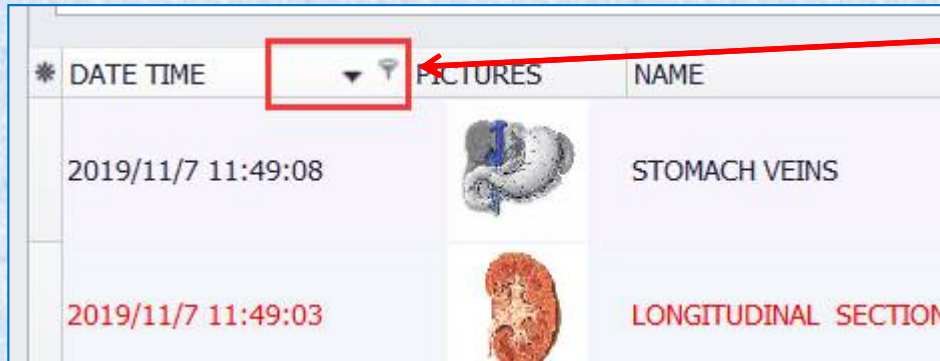 DATE TIME PICTURES NAME
2019/11/7 11:49:08 STOMACH VEINS
2019/11/7 11:49:03 LONGITUDINAL SECTION